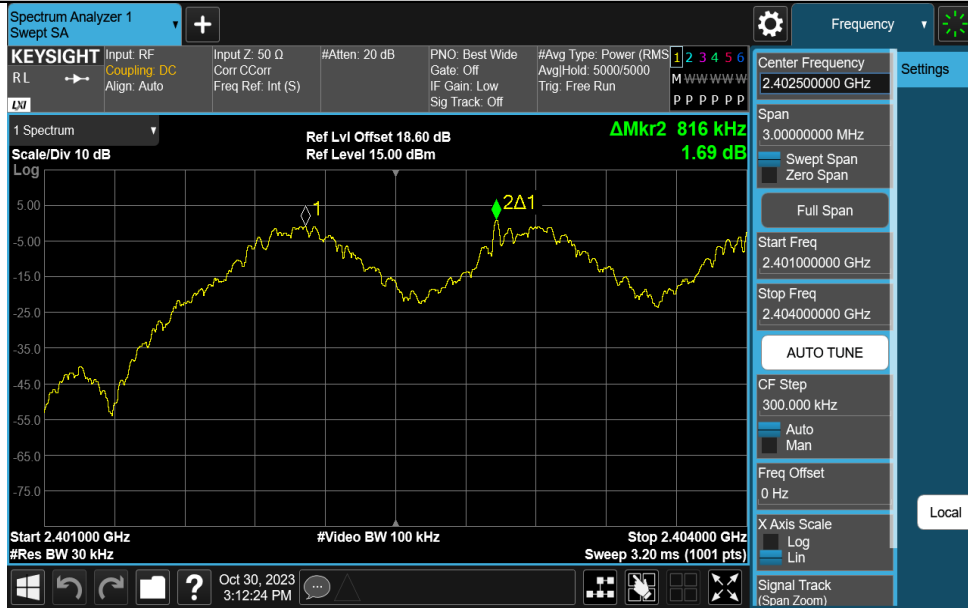 Spectrum Analyzer 1
Swept SA
+
Frequency
KEYSIGHT
R L
LXI
Input: RF
Coupling: DC
Align: Auto
Input Z: 50 Ω
Corr CCorr
Freq Ref: Int (S)
#Atten: 20 dB
PNO: Best Wide
Gate: Off
IF Gain: Low
Sig Track: Off
#Avg Type: Power (RMS
Avg|Hold: 5000/5000
Trig: Free Run
1 2 3 4 5 6
M W W W W W
P P P P P P
1 Spectrum
Scale/Div 10 dB
Log
Ref Lvl Offset 18.60 dB
Ref Level 15.00 dBm
ΔMkr2 816 kHz
1.69 dB
1
2Δ1
5.00
-5.00
-15.0
-25.0
-35.0
-45.0
-55.0
-65.0
-75.0
Start 2.401000 GHz
#Res BW 30 kHz
#Video BW 100 kHz
Stop 2.404000 GHz
Sweep 3.20 ms (1001 pts)
Center Frequency
2.402500000 GHz
Settings
Span
3.00000000 MHz
Swept Span
Zero Span
Full Span
Start Freq
2.401000000 GHz
Stop Freq
2.404000000 GHz
AUTO TUNE
CF Step
300.000 kHz
Auto
Man
Freq Offset
0 Hz
Local
X Axis Scale
Log
Lin
Signal Track
(Span Zoom)
?
Oct 30, 2023
3:12:24 PM